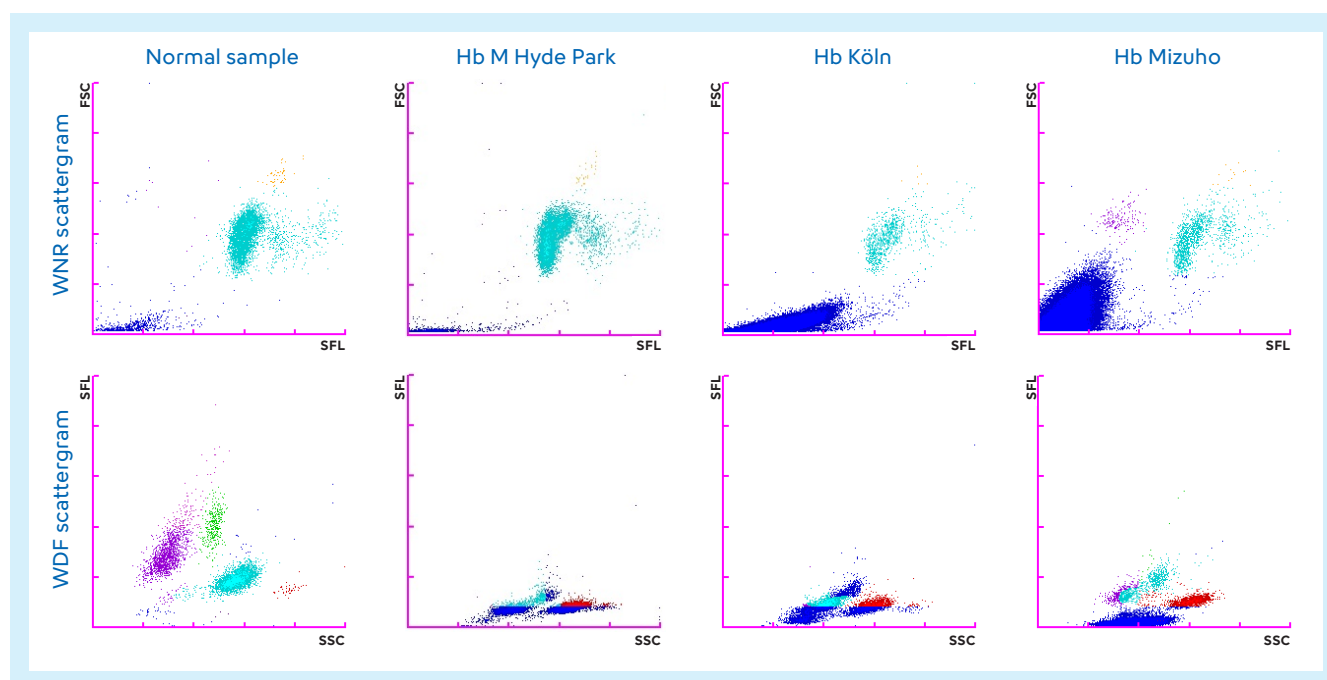 Normal sample Hb M Hyde Park Hb Köln Hb Mizuho
WNR scattergram
FSC FSC FSC FSC
SFL SFL SFL SFL
WDF scattergram
SFL SFL SFL SFL
SSC SSC SSC SSC